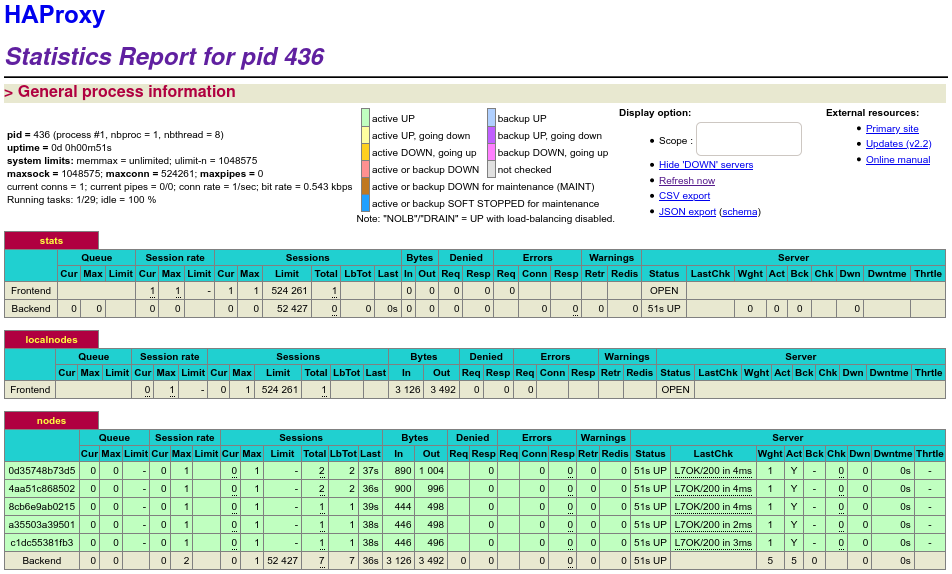 HAProxy
Statistics Report for pid 436
> General process information
pid = 436 (process #1, nbproc = 1, nbthread = 8)
uptime = 0d 0h00m51s
system limits: memmax = unlimited; ulimit-n = 1048575
maxsock = 1048575; maxconn = 524261; maxpipes = 0
current conns = 1; current pipes = 0/0; conn rate = 1/sec; bit rate = 0.543 kbps
Running tasks: 1/29; idle = 100 %
active UP backup UP
active UP, going down backup UP, going down
active DOWN, going up backup DOWN, going up
active or backup DOWN not checked
active or backup DOWN for maintenance (MAINT)
active or backup SOFT STOPPED for maintenance
Note: "NOLB"/"DRAIN" = UP with load-balancing disabled.
Display option:
Scope :
Hide 'DOWN' servers
Refresh now
CSV export
JSON export (schema)
External resources:
Primary site
Updates (v2.2)
Online manual
stats
Queue Session rate Sessions Bytes Denied Errors Warnings Server
Cur Max Limit Cur Max Limit Cur Max Limit Total LbTot Last In Out Req Resp Req Conn Resp Retr Redis Status LastChk Wght Act Bck Chk Dwn Dwntme Thrtle
Frontend 1 1 - 1 1 524 261 1 0 0 0 0 0 OPEN
Backend 0 0 0 0 0 0 52 427 0 0 0s 0 0 0 0 0 0 0 0 51s UP 0 0 0 0
localnodes
Queue Session rate Sessions Bytes Denied Errors Warnings Server
Cur Max Limit Cur Max Limit Cur Max Limit Total LbTot Last In Out Req Resp Req Conn Resp Retr Redis Status LastChk Wght Act Bck Chk Dwn Dwntme Thrtle
Frontend 0 1 - 0 1 524 261 1 3 126 3 492 0 0 0 OPEN
nodes
Queue Session rate Sessions Bytes Denied Errors Warnings Server
Cur Max Limit Cur Max Limit Cur Max Limit Total LbTot Last In Out Req Resp Req Conn Resp Retr Redis Status LastChk Wght Act Bck Chk Dwn Dwntme Thrtle
0d35748b73d5 0 0 - 0 1 0 1 - 2 2 37s 890 1 004 0 0 0 0 0 51s UP L7OK/200 in 4ms 1 Y - 0 0 0s -
4aa51c868502 0 0 - 0 1 0 1 - 2 2 36s 900 996 0 0 0 0 0 51s UP L7OK/200 in 4ms 1 Y - 0 0 0s -
8cb6e9ab0215 0 0 - 0 1 0 1 - 1 1 39s 444 498 0 0 0 0 0 51s UP L7OK/200 in 4ms 1 Y - 0 0 0s -
a35503a39501 0 0 - 0 1 0 1 - 1 1 38s 446 498 0 0 0 0 0 51s UP L7OK/200 in 2ms 1 Y - 0 0 0s -
c1dc55381fb3 0 0 - 0 1 0 1 - 1 1 38s 446 496 0 0 0 0 0 51s UP L7OK/200 in 3ms 1 Y - 0 0 0s -
Backend 0 0 0 2 0 1 52 427 7 7 36s 3 126 3 492 0 0 0 0 0 0 51s UP 5 5 0 0 0s